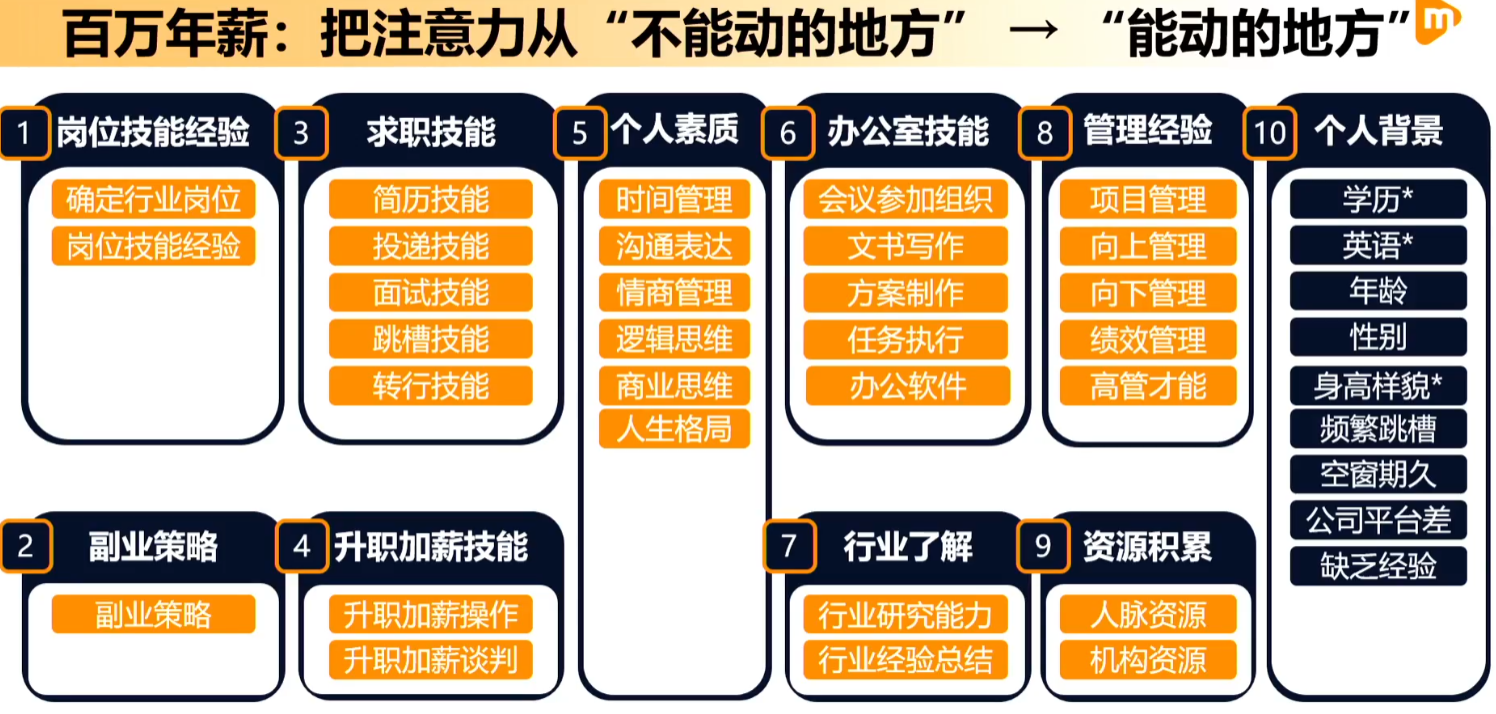 百万年薪：把注意力从“不能动的地方” → “能动的地方”
m
1 岗位技能经验
确定行业岗位
岗位技能经验
2 副业策略
副业策略
3 求职技能
简历技能
投递技能
面试技能
跳槽技能
转行技能
4 升职加薪技能
升职加薪操作
升职加薪谈判
5 个人素质
时间管理
沟通表达
情商管理
逻辑思维
商业思维
人生格局
6 办公室技能
会议参加组织
文书写作
方案制作
任务执行
办公软件
7 行业了解
行业研究能力
行业经验总结
8 管理经验
项目管理
向上管理
向下管理
绩效管理
高管才能
9 资源积累
人脉资源
机构资源
10 个人背景
学历*
英语*
年龄
性别
身高样貌*
频繁跳槽
空窗期久
公司平台差
缺乏经验